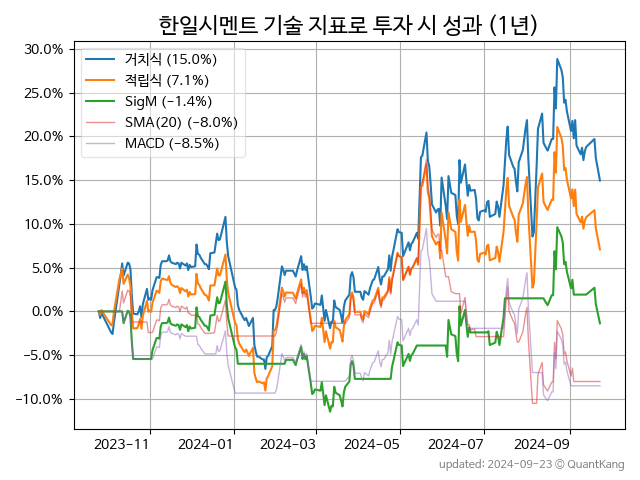 한일시멘트 기술 지표로 투자 시 성과 (1년)
30.0%
25.0%
20.0%
15.0%
10.0%
5.0%
0.0%
−5.0%
−10.0%
거치식 (15.0%)
적립식 (7.1%)
SigM (−1.4%)
SMA(20) (−8.0%)
MACD (−8.5%)
2023-11
2024-01
2024-03
2024-05
2024-07
2024-09
updated: 2024-09-23 © QuantKang